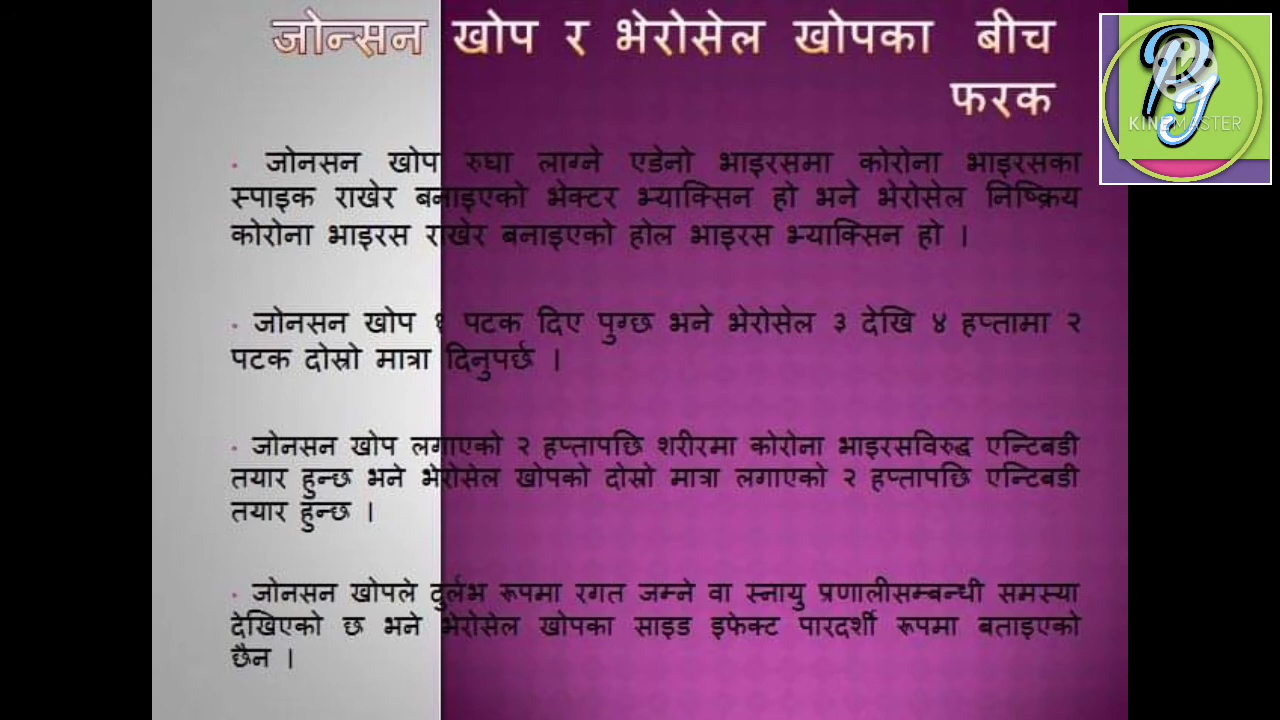 जोन्सन खोप र भेरोसेल खोपका बीच
फरक
• जोनसन खोप रुघा लाग्ने एडेनो भाइरसमा कोरोना भाइरसका
स्पाइक राखेर बनाइएको भेक्टर भ्याक्सिन हो भने भेरोसेल निष्क्रिय
कोरोना भाइरस राखेर बनाइएको होल भाइरस भ्याक्सिन हो ।
• जोनसन खोप १ पटक दिए पुग्छ भने भेरोसेल ३ देखि ४ हप्तामा २
पटक दोस्रो मात्रा दिनुपर्छ ।
• जोनसन खोप लगाएको २ हप्तापछि शरीरमा कोरोना भाइरसविरुद्ध एन्टिबडी
तयार हुन्छ भने भेरोसेल खोपको दोस्रो मात्रा लगाएको २ हप्तापछि एन्टिबडी
तयार हुन्छ ।
• जोनसन खोपले दुर्लभ रूपमा रगत जम्ने वा स्नायु प्रणालीसम्बन्धी समस्या
देखिएको छ भने भेरोसेल खोपका साइड इफेक्ट पारदर्शी रूपमा बताइएको
छैन ।
K
KINEMASTER